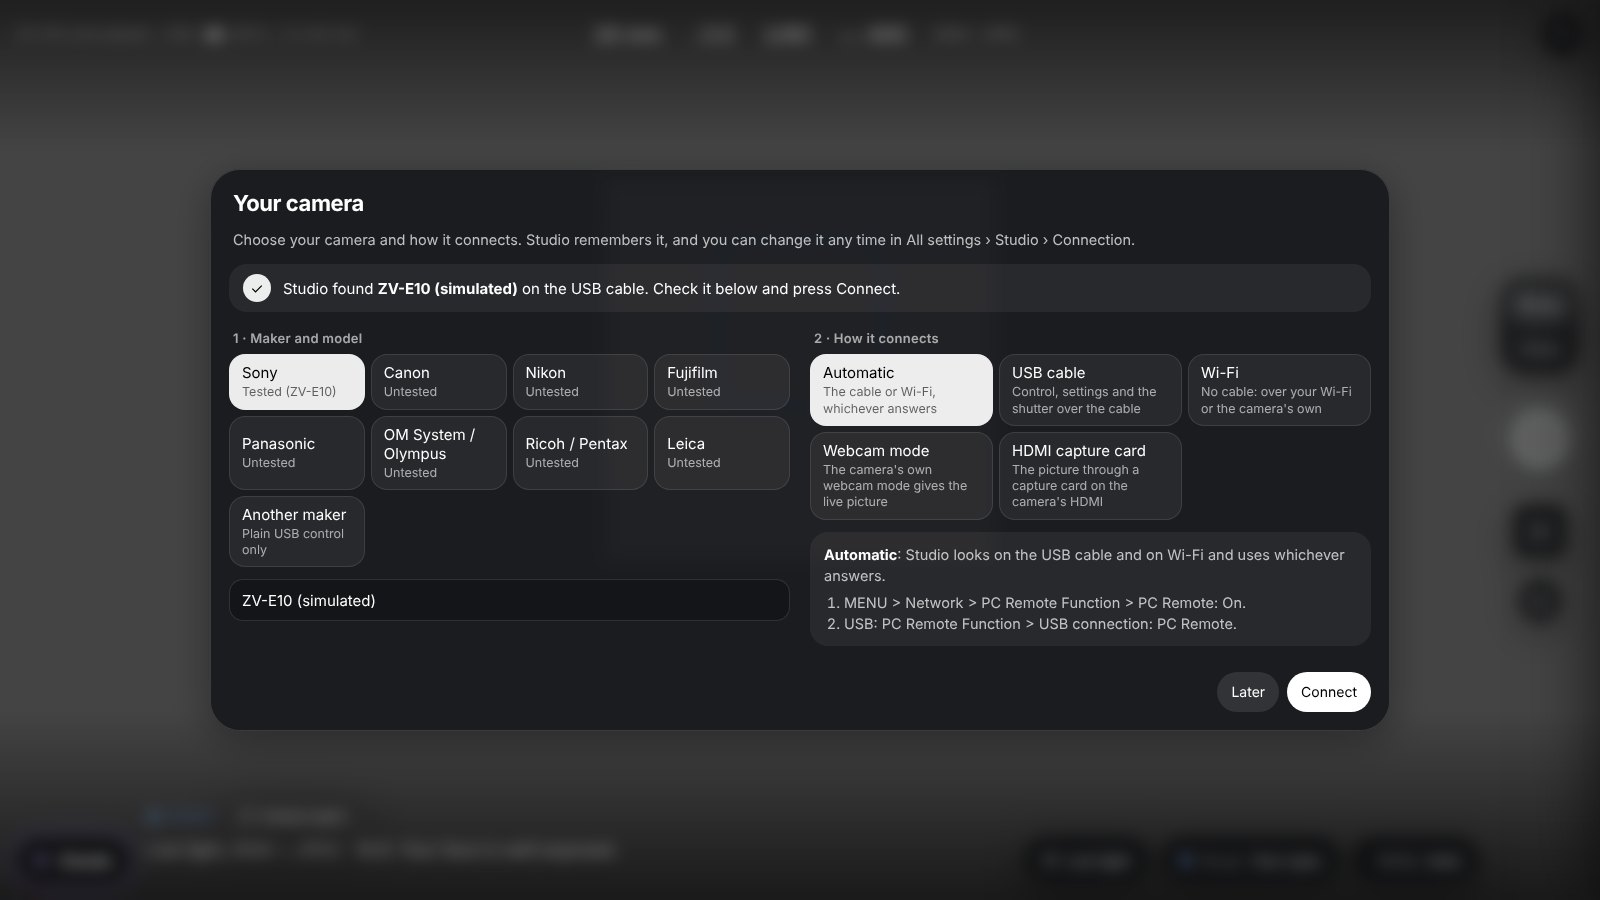 Your camera
Choose your camera and how it connects. Studio remembers it, and you can change it any time in All settings › Studio › Connection.
Studio found ZV-E10 (simulated) on the USB cable. Check it below and press Connect.
1 · Maker and model
Sony
Tested (ZV-E10)
Canon
Untested
Nikon
Untested
Fujifilm
Untested
Panasonic
Untested
OM System /
Olympus
Untested
Ricoh / Pentax
Untested
Leica
Untested
Another maker
Plain USB control
only
ZV-E10 (simulated)
2 · How it connects
Automatic
The cable or Wi-Fi,
whichever answers
USB cable
Control, settings and the
shutter over the cable
Wi-Fi
No cable: over your Wi-Fi
or the camera's own
Webcam mode
The camera's own
webcam mode gives the
live picture
HDMI capture card
The picture through a
capture card on the
camera's HDMI
Automatic: Studio looks on the USB cable and on Wi-Fi and uses whichever
answers.
1. MENU > Network > PC Remote Function > PC Remote: On.
2. USB: PC Remote Function > USB connection: PC Remote.
Later
Connect